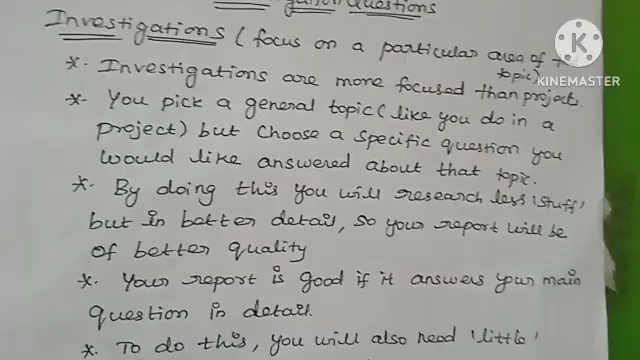 Questions
Investigations (focus on a particular area of the
topic)
KINEMASTER
*. Investigations are more focused than projects.
*. You pick a general topic (like you do in a
project) but choose a specific question you
would like answered about that topic.
*. By doing this you will research less 'stuff'
but in better detail, so your report will be
of better quality
*. Your report is good if it answers your main
question in detail.
*. To do this, you will also need 'little'